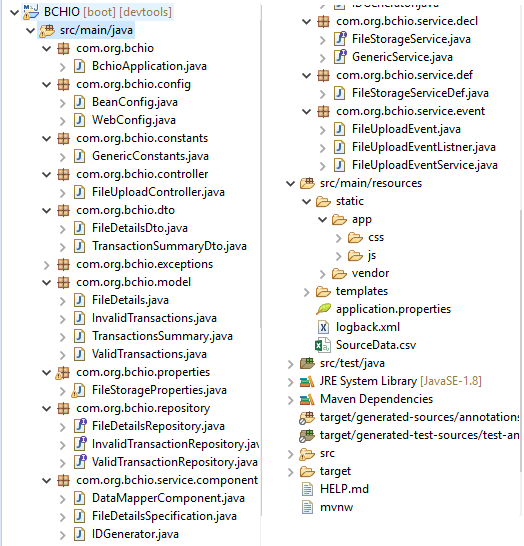 BCHIO [boot] [devtools]
src/main/java
com.org.bchio
BchioApplication.java
com.org.bchio.config
BeanConfig.java
WebConfig.java
com.org.bchio.constants
GenericConstants.java
com.org.bchio.controller
FileUploadController.java
com.org.bchio.dto
FileDetailsDto.java
TransactionSummaryDto.java
com.org.bchio.exceptions
com.org.bchio.model
FileDetails.java
InvalidTransactions.java
TransactionsSummary.java
ValidTransactions.java
com.org.bchio.properties
FileStorageProperties.java
com.org.bchio.repository
FileDetailsRepository.java
InvalidTransactionRepository.java
ValidTransactionRepository.java
com.org.bchio.service.component
DataMapperComponent.java
FileDetailsSpecification.java
IDGenerator.java
IDGenerator.java
com.org.bchio.service.decl
FileStorageService.java
GenericService.java
com.org.bchio.service.def
FileStorageServiceDef.java
com.org.bchio.service.event
FileUploadEvent.java
FileUploadEventListner.java
FileUploadEventService.java
src/main/resources
static
app
css
js
vendor
templates
application.properties
logback.xml
SourceData.csv
src/test/java
JRE System Library [JavaSE-1.8]
Maven Dependencies
target/generated-sources/annotations
target/generated-test-sources/test-an
src
target
HELP.md
mvnw